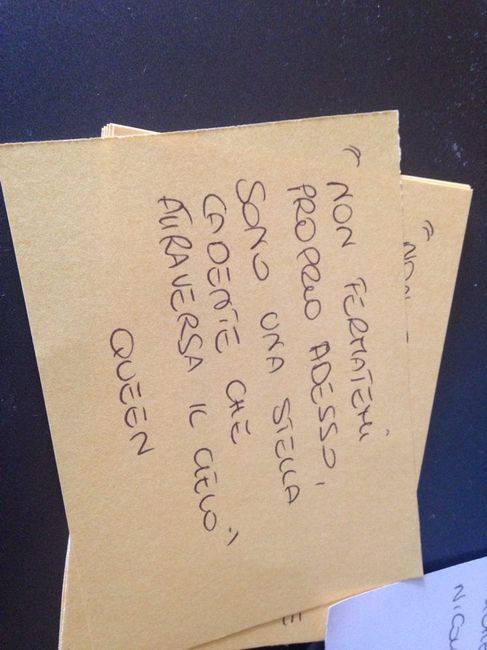 "NON FERMATEMI
PROPRIO ADESSO,
SONO UNA STELLA
CADENTE CHE
ATTRAVERSA IL CIELO"
QUEEN
"